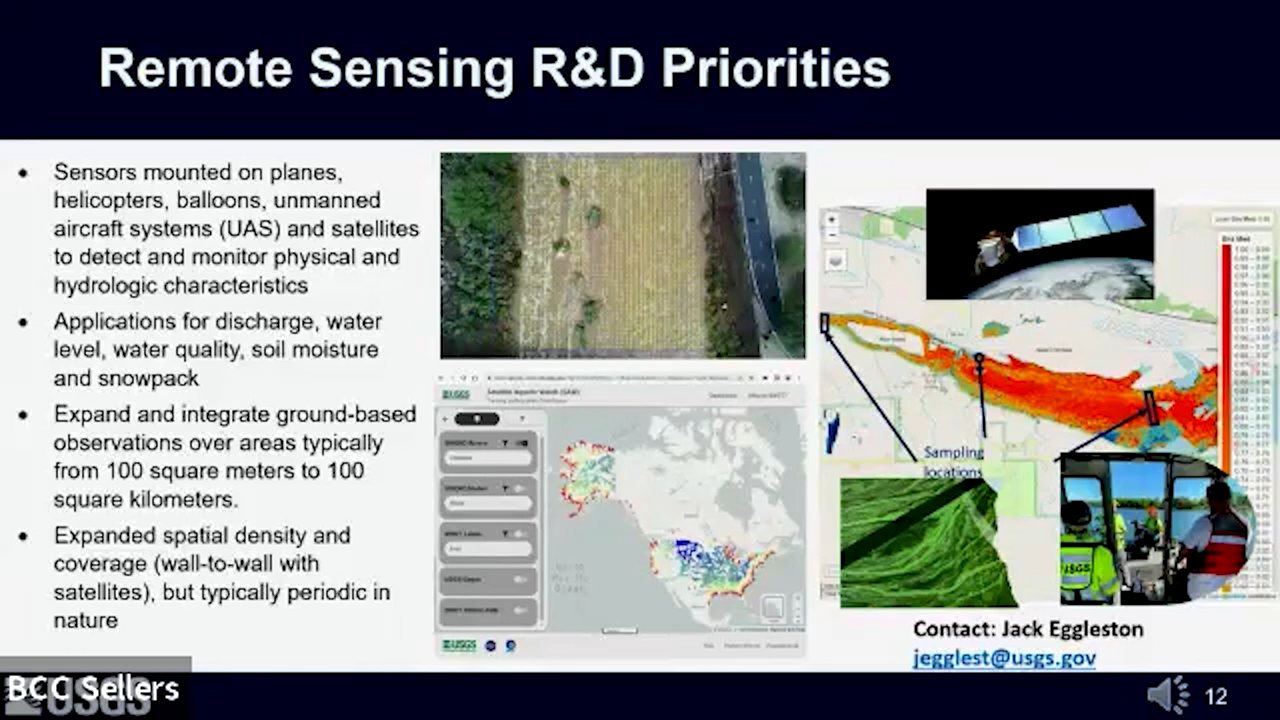 Remote Sensing R&D Priorities
• Sensors mounted on planes,
helicopters, balloons, unmanned
aircraft systems (UAS) and satellites
to detect and monitor physical and
hydrologic characteristics
• Applications for discharge, water
level, water quality, soil moisture
and snowpack
• Expand and integrate ground-based
observations over areas typically
from 100 square meters to 100
square kilometers.
• Expanded spatial density and
coverage (wall-to-wall with
satellites), but typically periodic in
nature
USGS
USGS
Sampling
locations
USGS
Contact: Jack Eggleston
jegglest@usgs.gov
BCC Sellers
USGS
12